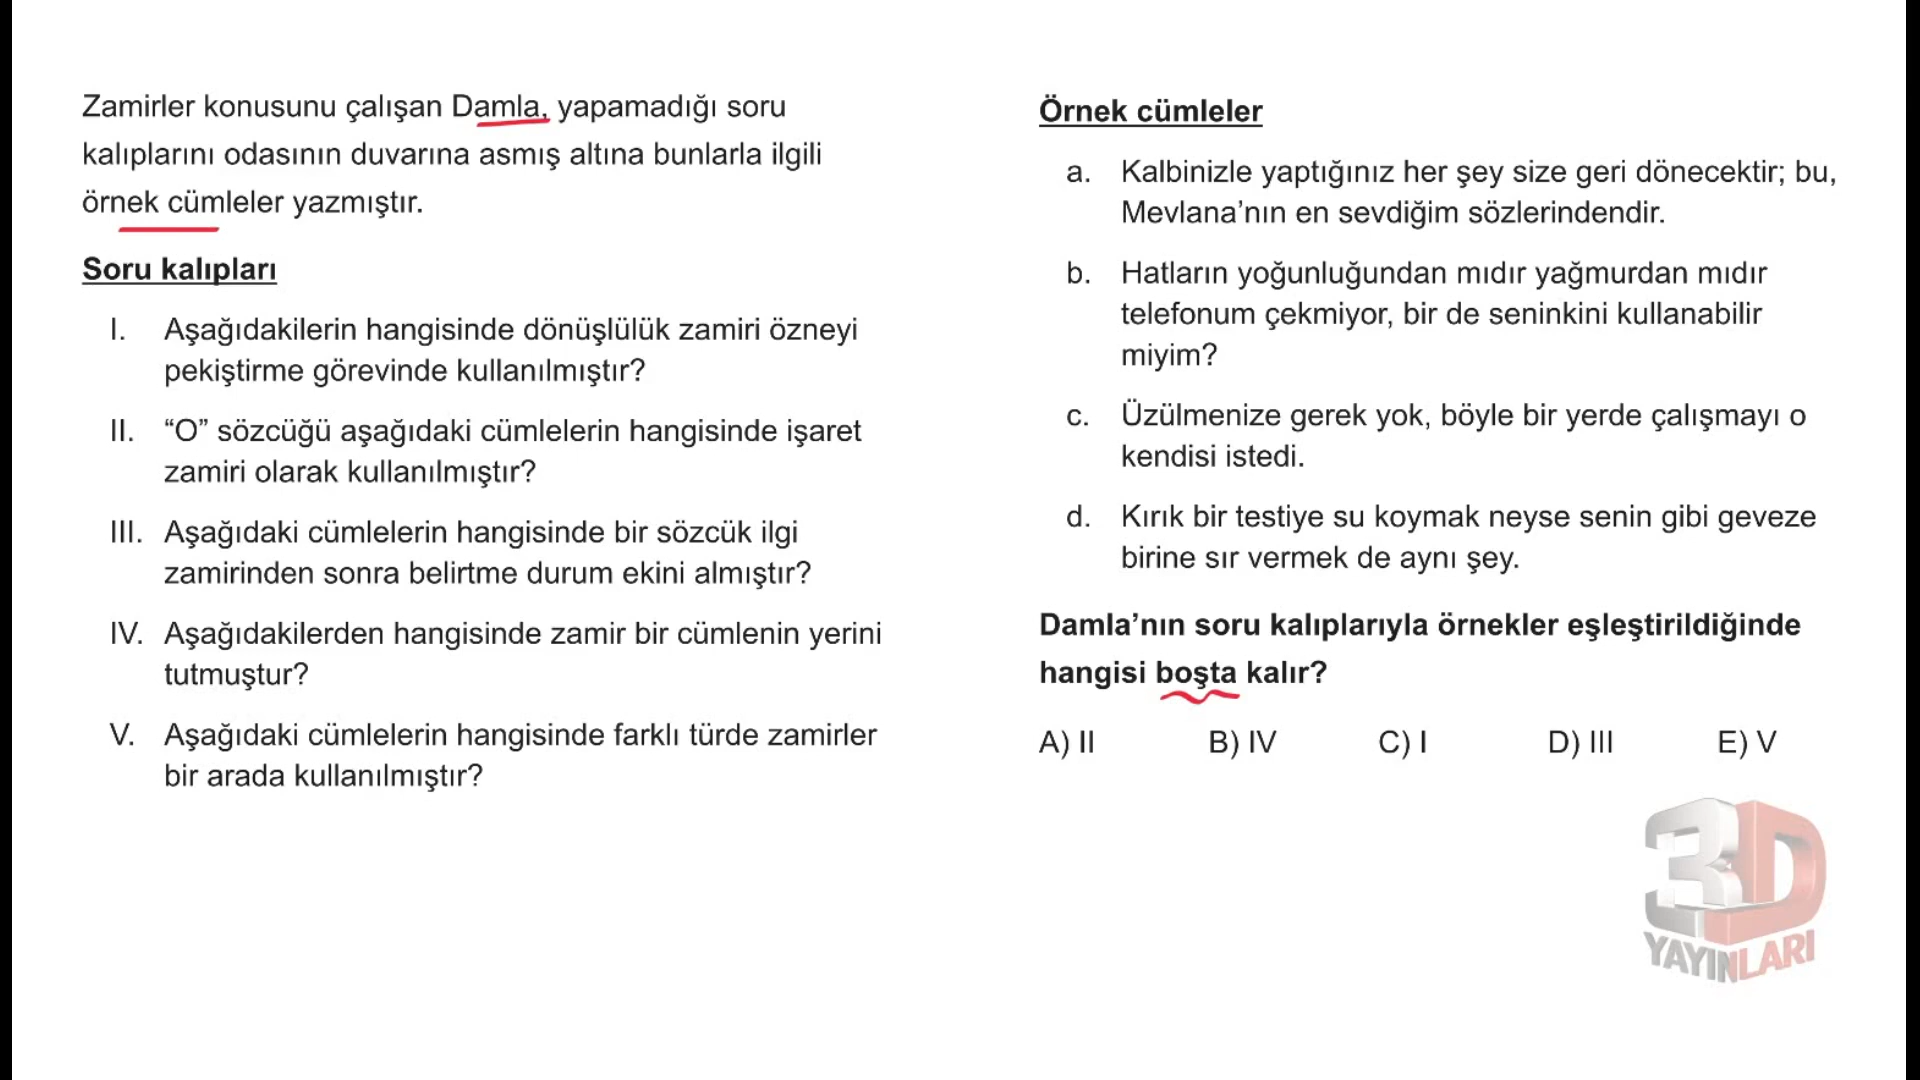 Zamirler konusunu çalışan Damla, yapamadığı soru
kalıplarını odasının duvarına asmış altına bunlarla ilgili
örnek cümleler yazmıştır.
Soru kalıpları
I. Aşağıdakilerin hangisinde dönüşlülük zamiri özneyi
pekiştirme görevinde kullanılmıştır?
II. “O” sözcüğü aşağıdaki cümlelerin hangisinde işaret
zamiri olarak kullanılmıştır?
III. Aşağıdaki cümlelerin hangisinde bir sözcük ilgi
zamirinden sonra belirtme durum ekini almıştır?
IV. Aşağıdakilerden hangisinde zamir bir cümlenin yerini
tutmuştur?
V. Aşağıdaki cümlelerin hangisinde farklı türde zamirler
bir arada kullanılmıştır?
Örnek cümleler
a. Kalbinizle yaptığınız her şey size geri dönecektir; bu,
Mevlana’nın en sevdiğim sözlerindendir.
b. Hatların yoğunluğundan mıdır yağmurdan mıdır
telefonum çekmiyor, bir de seninkini kullanabilir
miyim?
c. Üzülmenize gerek yok, böyle bir yerde çalışmayı o
kendisi istedi.
d. Kırık bir testiye su koymak neyse senin gibi geveze
birine sır vermek de aynı şey.
Damla’nın soru kalıplarıyla örnekler eşleştirildiğinde
hangisi boşta kalır?
A) II B) IV C) I D) III E) V
3D
YAYINLARI